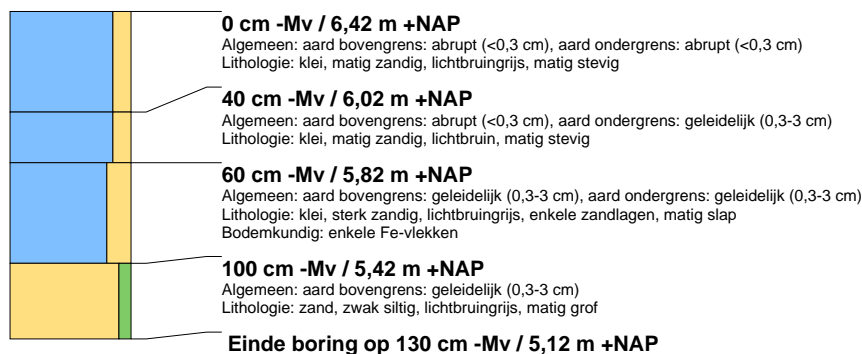 0 cm -Mv / 6,42 m +NAP
Algemeen: aard bovengrens: abrupt (<0,3 cm), aard ondergrens: abrupt (<0,3 cm)
Lithologie: klei, matig zandig, lichtbruingrijs, matig stevig
40 cm -Mv / 6,02 m +NAP
Algemeen: aard bovengrens: abrupt (<0,3 cm), aard ondergrens: geleidelijk (0,3-3 cm)
Lithologie: klei, matig zandig, lichtbruin, matig stevig
60 cm -Mv / 5,82 m +NAP
Algemeen: aard bovengrens: geleidelijk (0,3-3 cm), aard ondergrens: geleidelijk (0,3-3 cm)
Lithologie: klei, sterk zandig, lichtbruingrijs, enkele zandlagen, matig slap
Bodemkundig: enkele Fe-vlekken
100 cm -Mv / 5,42 m +NAP
Algemeen: aard bovengrens: geleidelijk (0,3-3 cm)
Lithologie: zand, zwak siltig, lichtbruingrijs, matig grof
Einde boring op 130 cm -Mv / 5,12 m +NAP